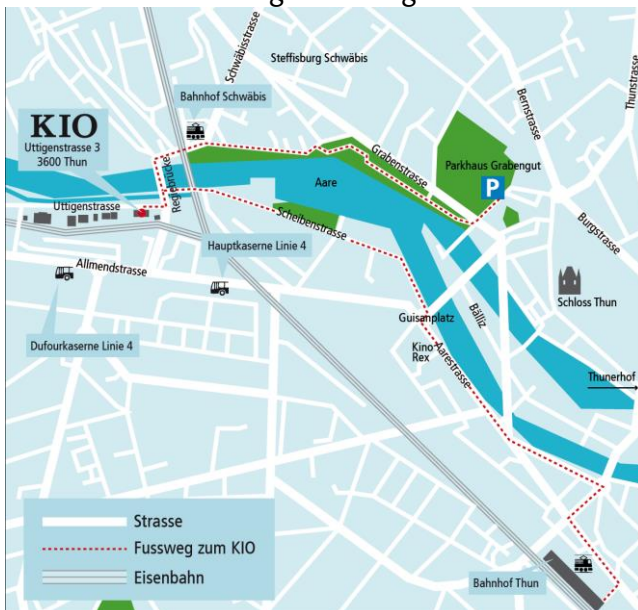 Schwäbisstrasse
Steffisburg Schwäbis
Thunstrasse
Bahnhof Schwäbis
Bernstrasse
KIO
Uttigenstrasse 3
3600 Thun
Grabenstrasse
Parkhaus Grabengut
P
Regiebrücke
Aare
Uttigenstrasse
Scheibenstrasse
Burgstrasse
Hauptkaserne Linie 4
Allmendstrasse
Schloss Thun
Dufourkaserne Linie 4
Guisanplatz
Bälliz
Kino
Rex
Aarestrasse
Thunerhof
Strasse
Fussweg zum KIO
Eisenbahn
Bahnhof Thun